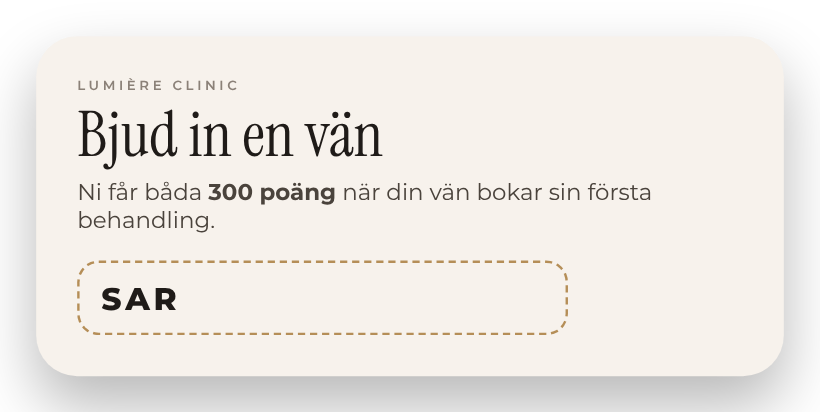 LUMIÈRE CLINIC
Bjud in en vän
Ni får båda 300 poäng när din vän bokar sin första
behandling.
SAR